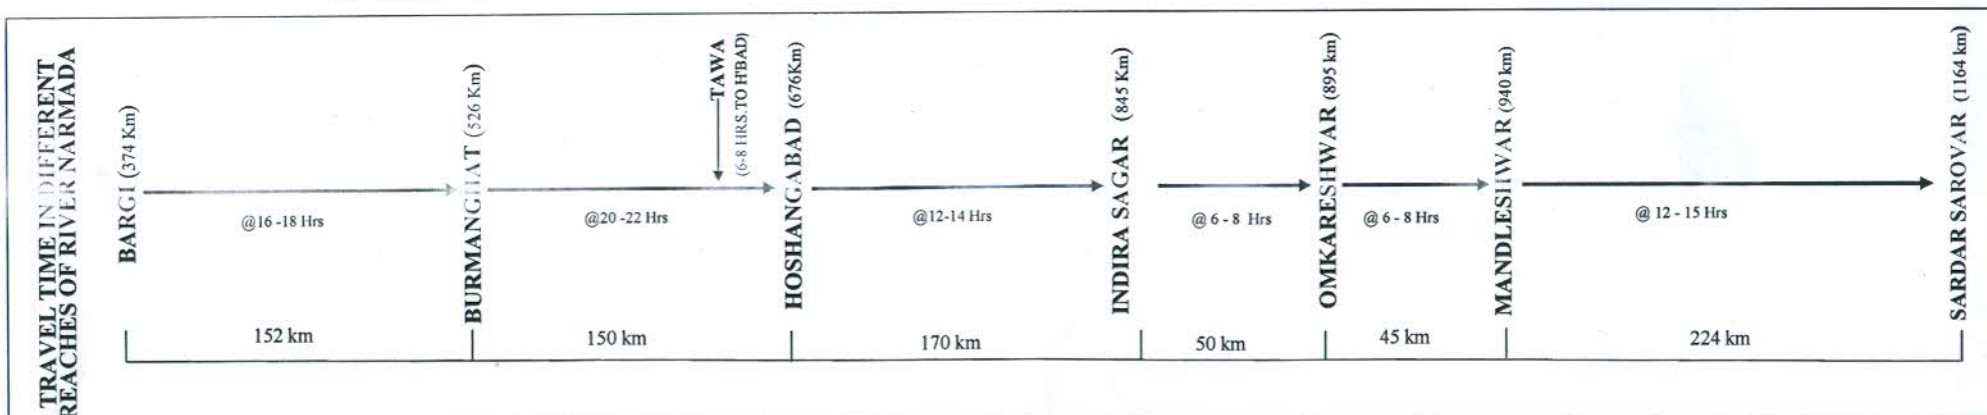 TRAVEL TIME IN DIFFERENT
REACHES OF RIVER NARMADA
BARGI (374 Km)
@16 -18 Hrs
BURMANGHAT (526 Km)
@20 -22 Hrs
TAWA
(6-8 HRS.TO H'BAD)
HOSHANGABAD (676Km)
@12-14 Hrs
INDIRA SAGAR (845 Km)
@ 6 - 8 Hrs
OMKARESHWAR (895 km)
@ 6 - 8 Hrs
MANDLESHWAR (940 km)
@ 12 - 15 Hrs
SARDAR SAROVAR (1164 km)
152 km
150 km
170 km
50 km
45 km
224 km